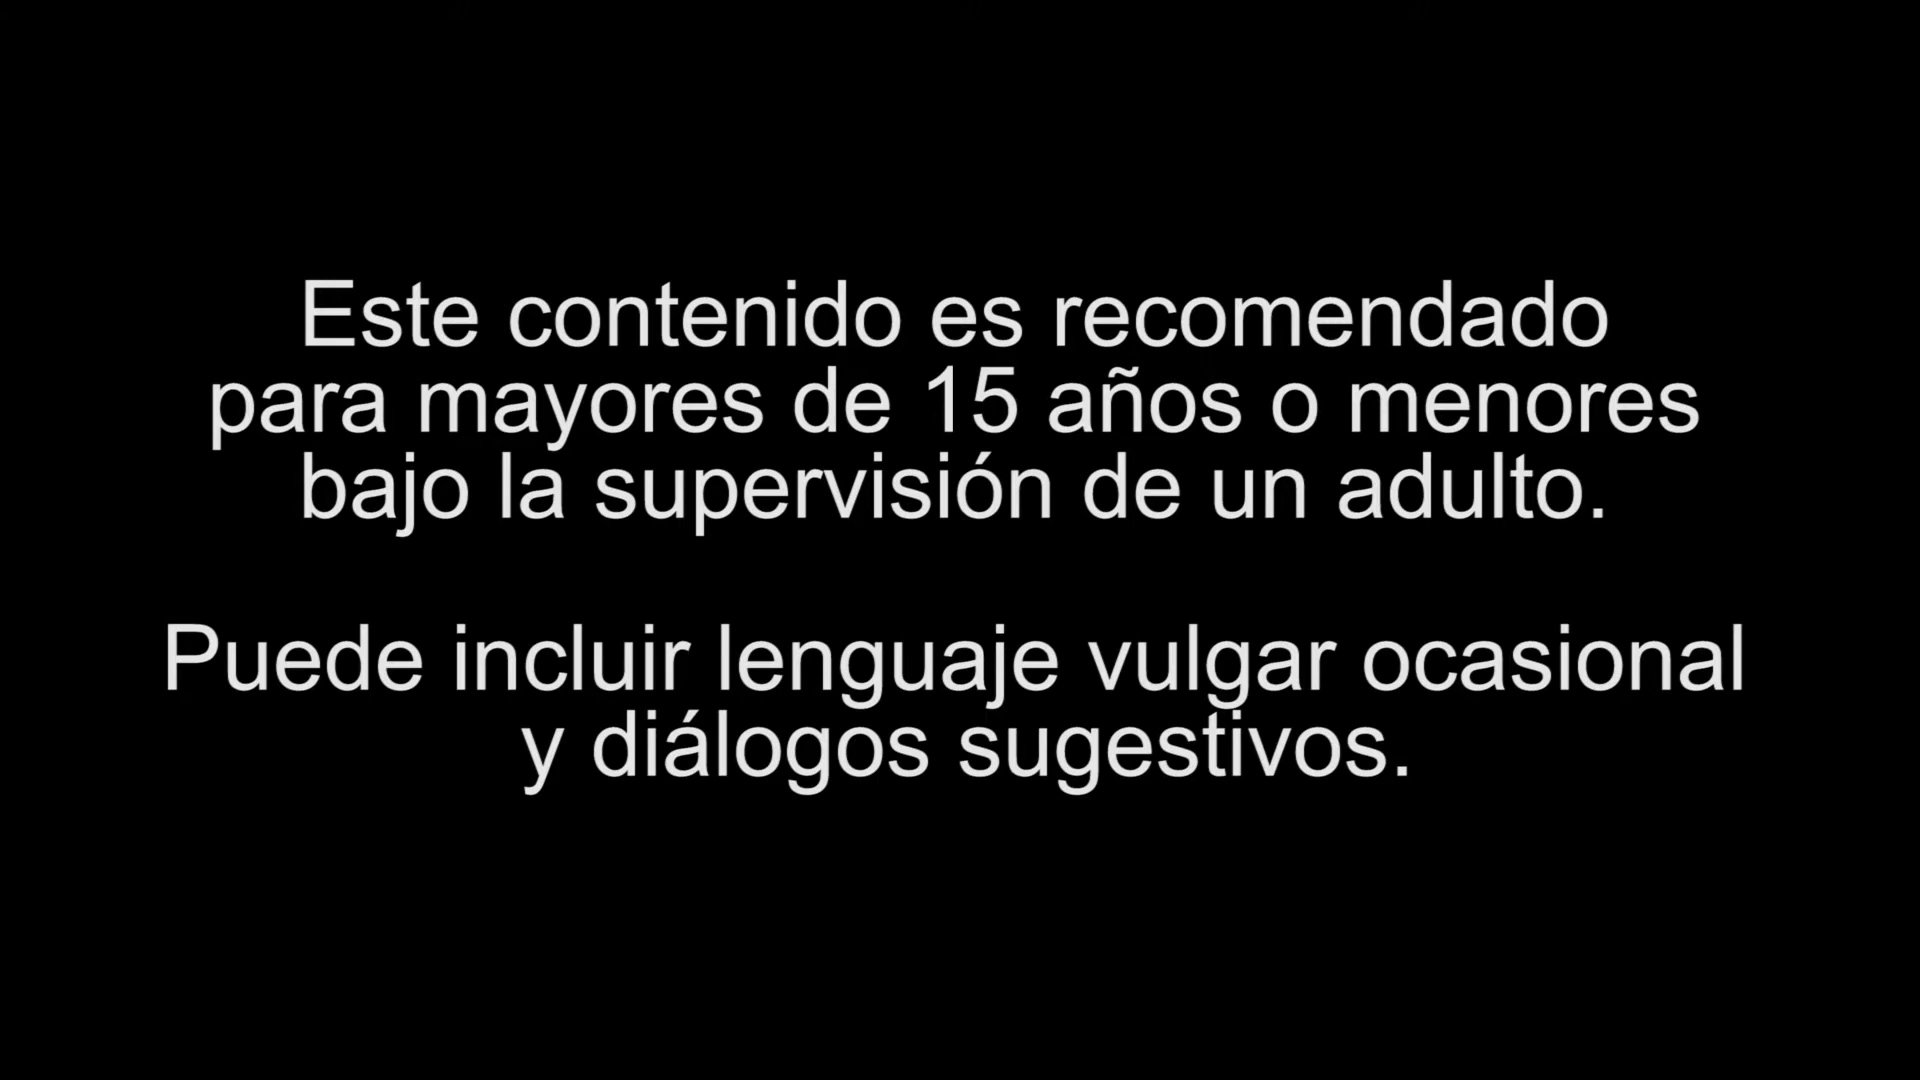 Este contenido es recomendado
para mayores de 15 años o menores
bajo la supervisión de un adulto.
Puede incluir lenguaje vulgar ocasional
y diálogos sugestivos.